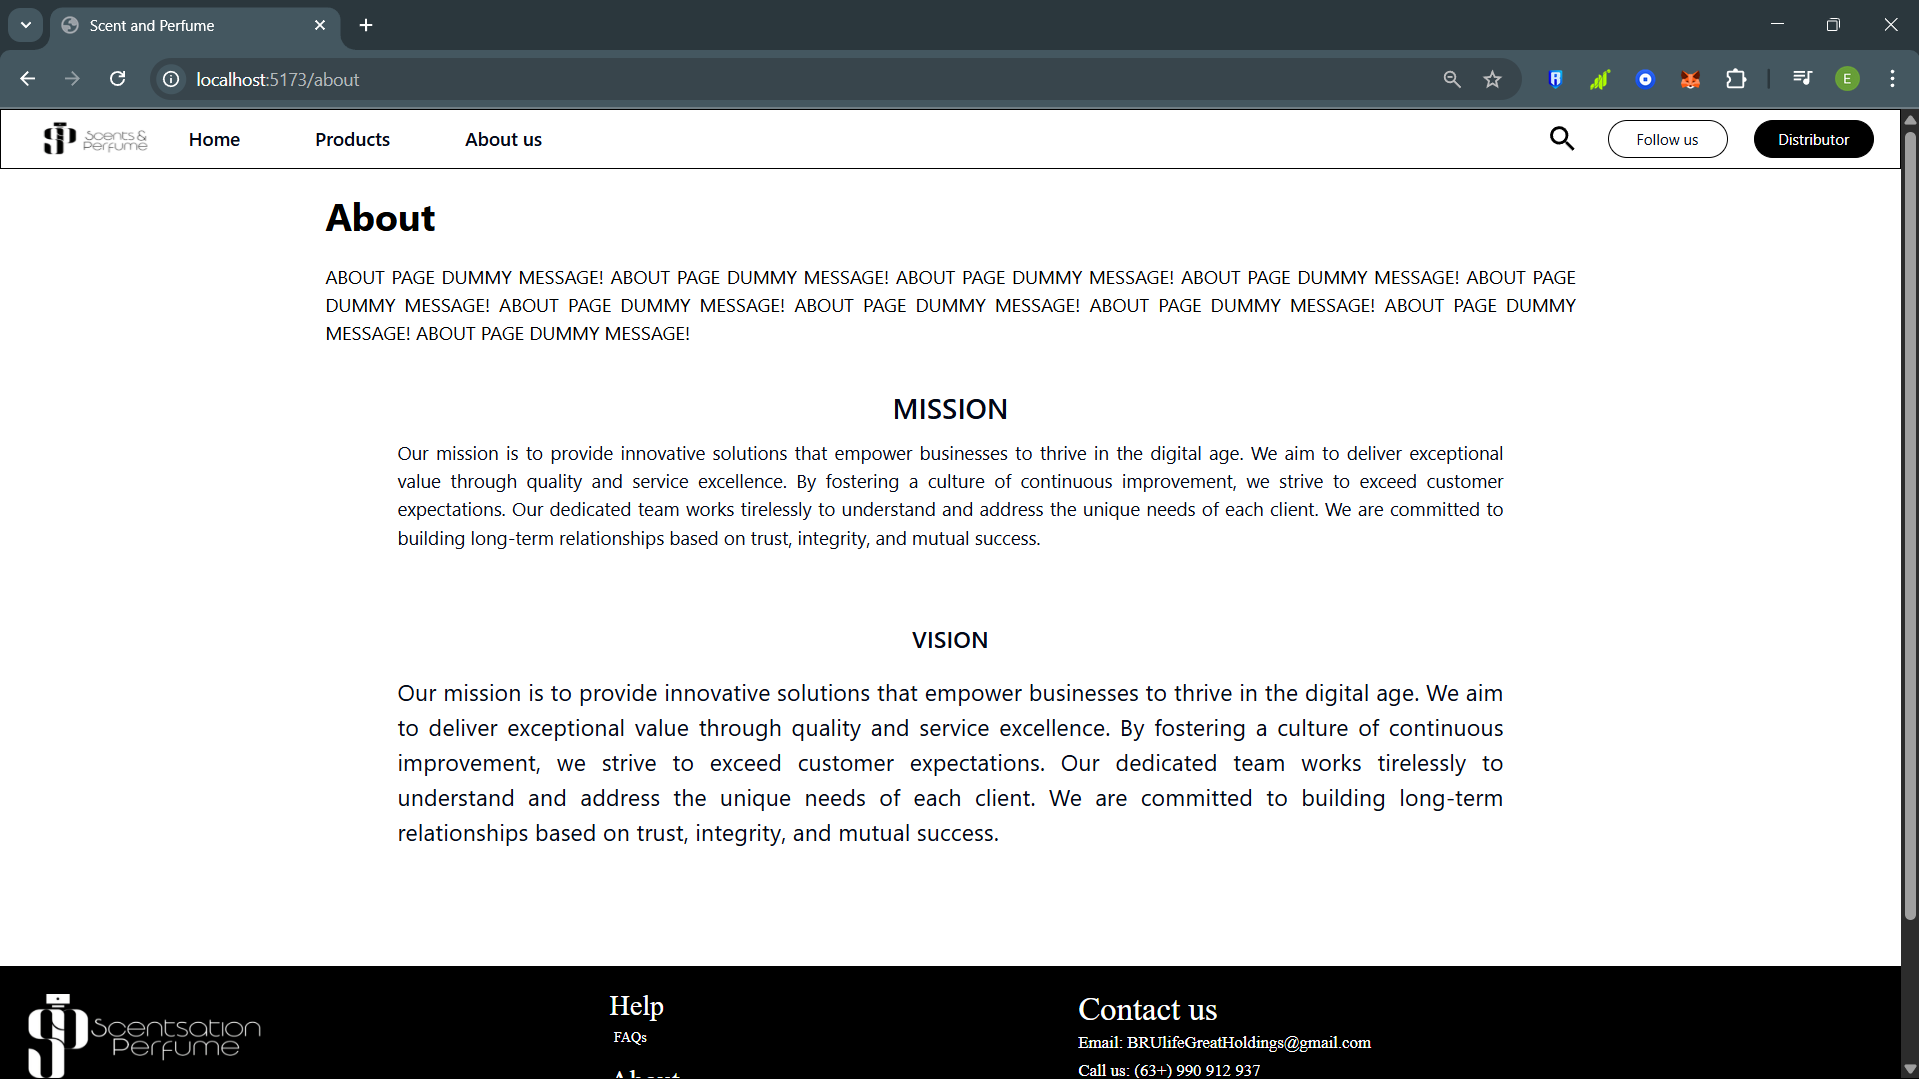 Scent and Perfume
localhost:5173/about
E
Scents &
Perfume
Home
Products
About us
Follow us
Distributor
About
ABOUT PAGE DUMMY MESSAGE! ABOUT PAGE DUMMY MESSAGE! ABOUT PAGE DUMMY MESSAGE! ABOUT PAGE DUMMY MESSAGE! ABOUT PAGE
DUMMY MESSAGE! ABOUT PAGE DUMMY MESSAGE! ABOUT PAGE DUMMY MESSAGE! ABOUT PAGE DUMMY MESSAGE! ABOUT PAGE DUMMY
MESSAGE! ABOUT PAGE DUMMY MESSAGE!
MISSION
Our mission is to provide innovative solutions that empower businesses to thrive in the digital age. We aim to deliver exceptional
value through quality and service excellence. By fostering a culture of continuous improvement, we strive to exceed customer
expectations. Our dedicated team works tirelessly to understand and address the unique needs of each client. We are committed to
building long-term relationships based on trust, integrity, and mutual success.
VISION
Our mission is to provide innovative solutions that empower businesses to thrive in the digital age. We aim
to deliver exceptional value through quality and service excellence. By fostering a culture of continuous
improvement, we strive to exceed customer expectations. Our dedicated team works tirelessly to
understand and address the unique needs of each client. We are committed to building long-term
relationships based on trust, integrity, and mutual success.
Scentsation
Perfume
Help
FAQs
About
Contact us
Email: BRUlifeGreatHoldings@gmail.com
Call us: (63+) 990 912 937